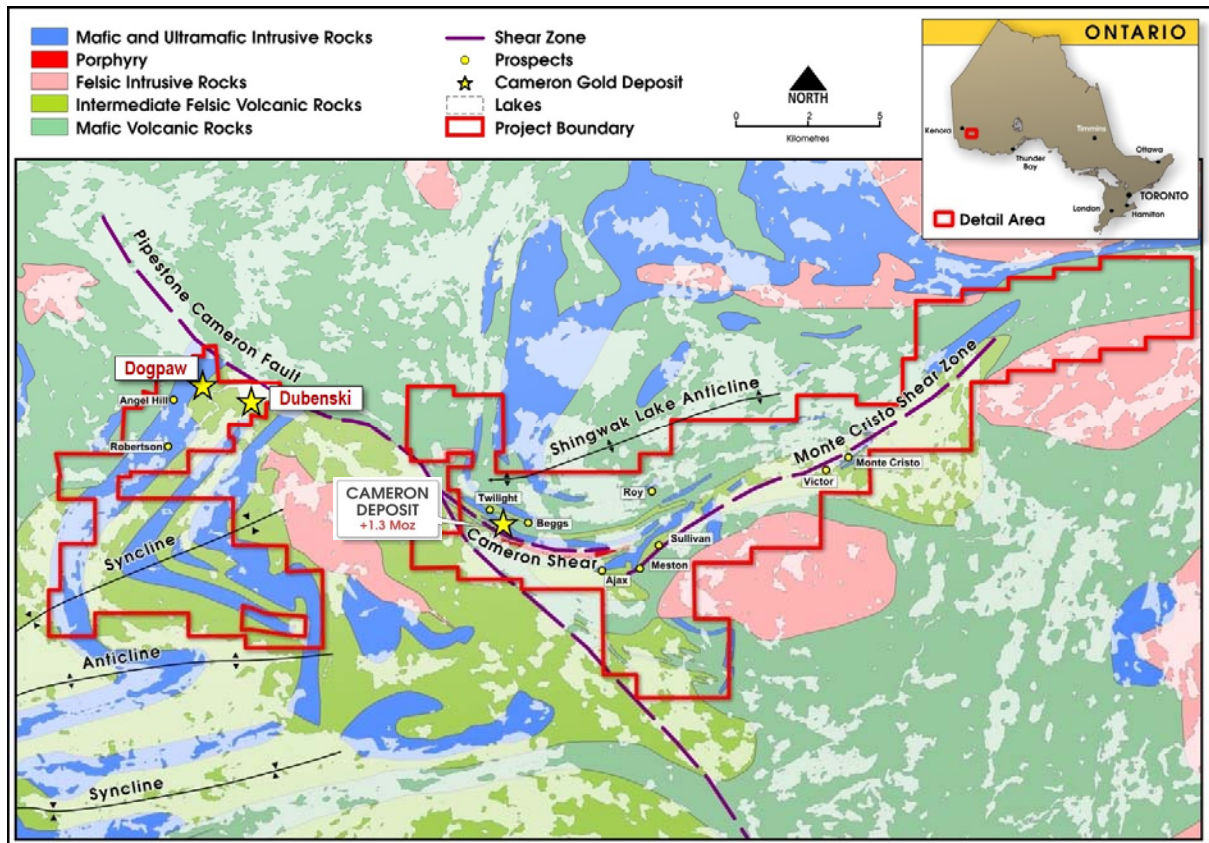 Mafic and Ultramafic Intrusive Rocks
Porphyry
Felsic Intrusive Rocks
Intermediate Felsic Volcanic Rocks
Mafic Volcanic Rocks
Shear Zone
Prospects
Cameron Gold Deposit
Lakes
Project Boundary
NORTH
0 2 5
Kilometres
ONTARIO
Kenora
Timmins
Thunder
Bay
Ottawa
TORONTO
London
Hamilton
Detail Area
Pipestone Cameron Fault
Dogpaw
Angel Hill
Dubenski
Robertson
Shingwak Lake Anticline
Monte Cristo Shear Zone
Monte Cristo
Victor
CAMERON
DEPOSIT
+1.3 Moz
Twilight
Roy
Beggs
Cameron Shear
Sullivan
Ajax
Meston
Syncline
Anticline
Syncline